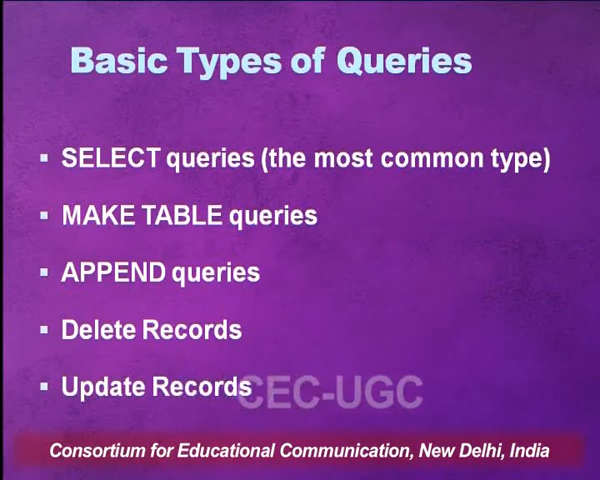 Basic Types of Queries
▪ SELECT queries (the most common type)
▪ MAKE TABLE queries
▪ APPEND queries
▪ Delete Records
▪ Update Records
CEC-UGC
Consortium for Educational Communication, New Delhi, India